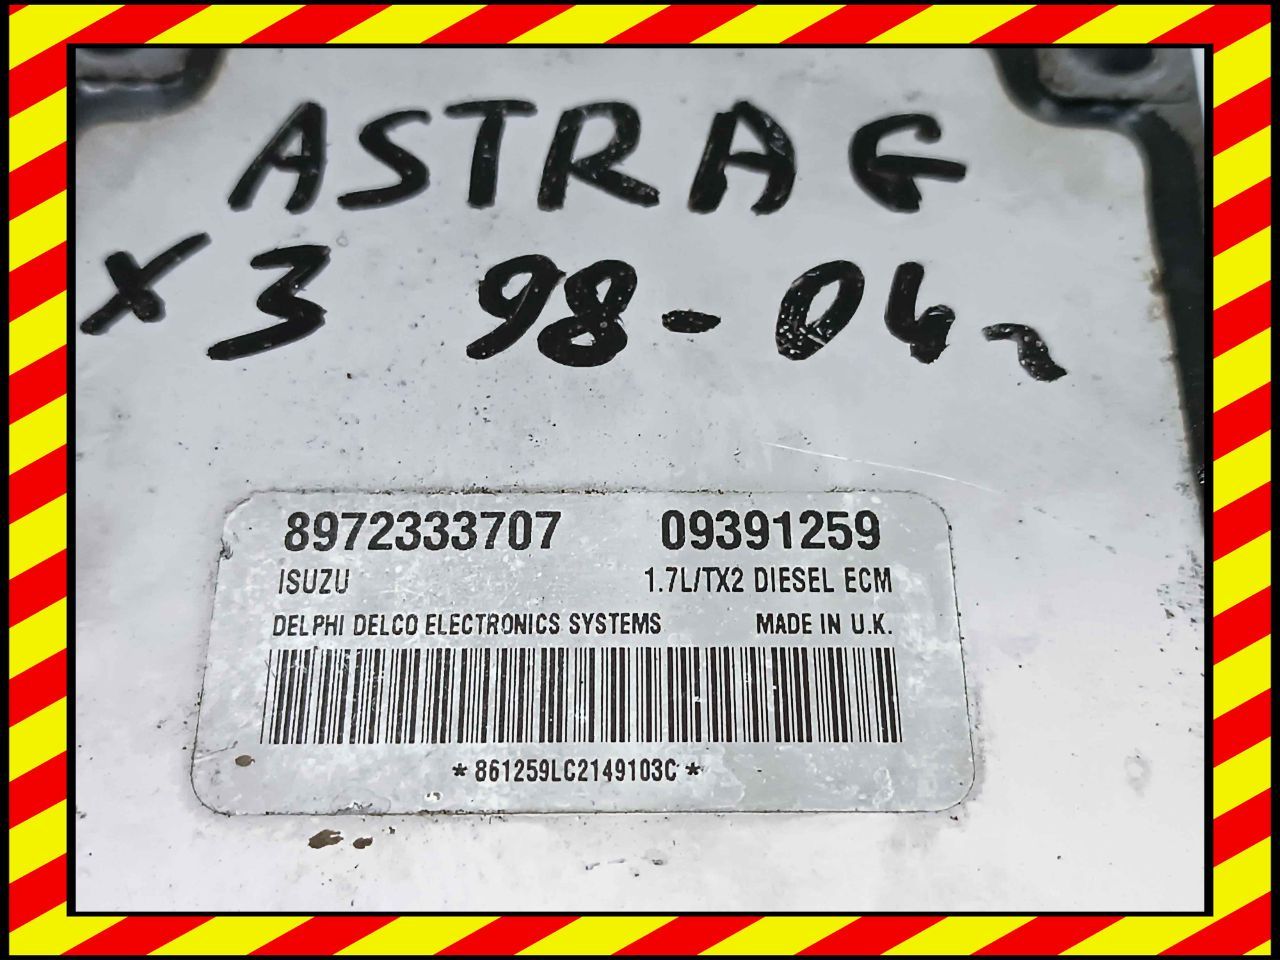 ASTRA G
X3 98-04~
8972333707 09391259
ISUZU 1.7L/TX2 DIESEL ECM
DELPHI DELCO ELECTRONICS SYSTEMS MADE IN U.K.
*861259LC2149103C*